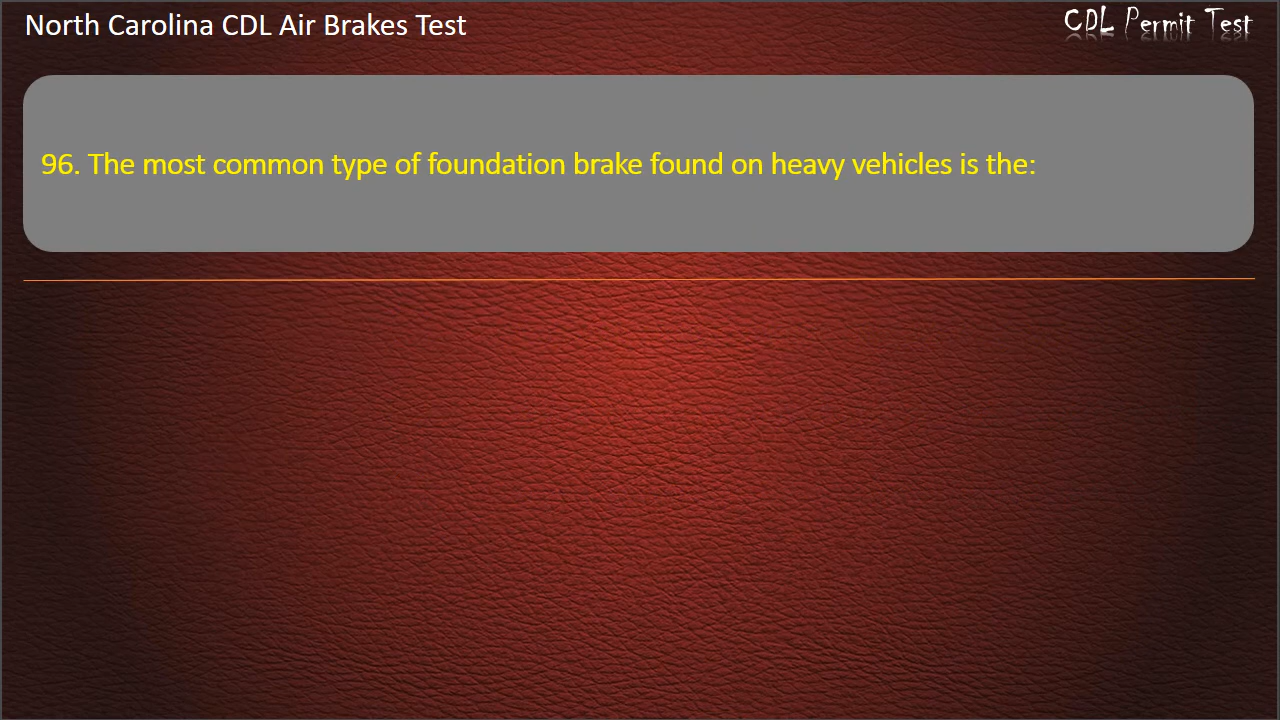 North Carolina CDL Air Brakes Test
CDL Permit Test
96. The most common type of foundation brake found on heavy vehicles is the: